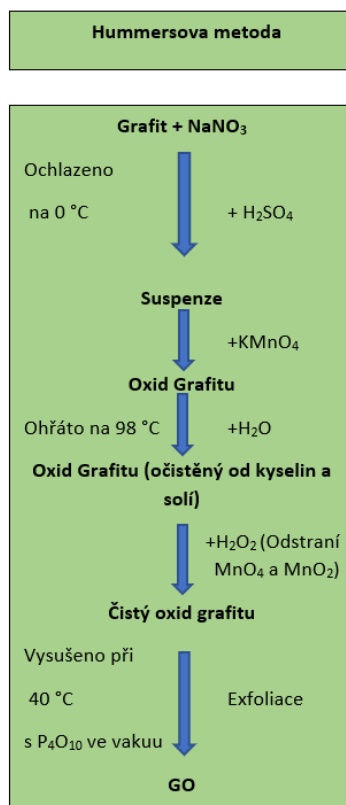 Hummersova metoda
Grafit + NaNO₃
Ochlazeno
na 0 °C
+ H₂SO₄
Suspenze
+KMnO₄
Oxid Grafitu
Ohřáto na 98 °C
+H₂O
Oxid Grafitu (očistěný od kyselin a
solí)
+H₂O₂ (Odstraní
MnO₄ a MnO₂)
Čistý oxid grafitu
Vysušeno při
40 °C
Exfoliace
s P₄O₁₀ ve vakuu
GO